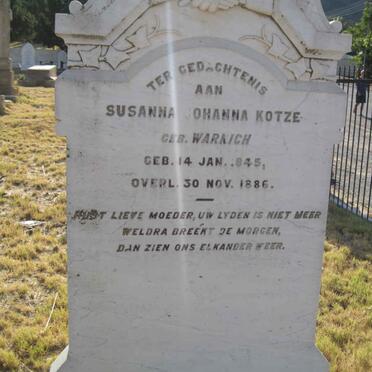 TER GEDACHTENIS
AAN
SUSANNA JOHANNA KOTZE
GEB. WARNICH
GEB. 14 JAN. 1845,
OVERL. 30 NOV. 1886.
RUST LIEVE MOEDER, UW LYDEN IS NIET MEER
WELDRA BREEKT DE MORGEN,
DAN ZIEN ONS ELKANDER WEER.